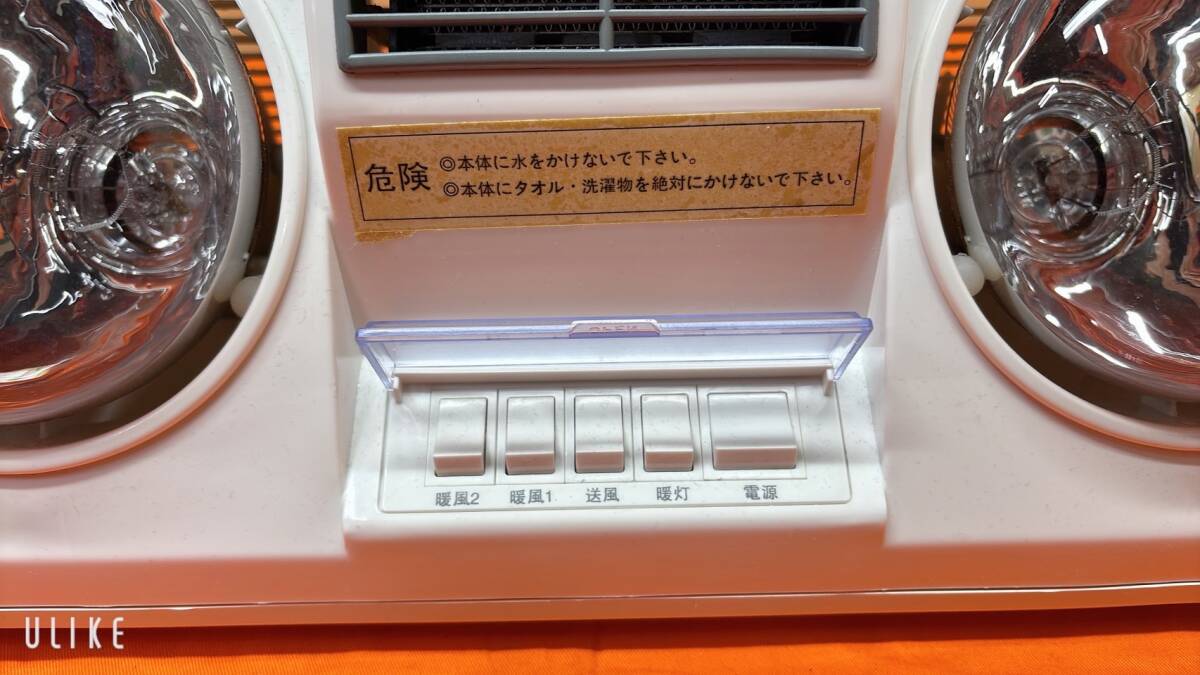 危険
◎本体に水をかけないで下さい。
◎本体にタオル・洗濯物を絶対にかけないで下さい。
OPEN
暖風2 暖風1 送風 暖灯 電源
ULIKE